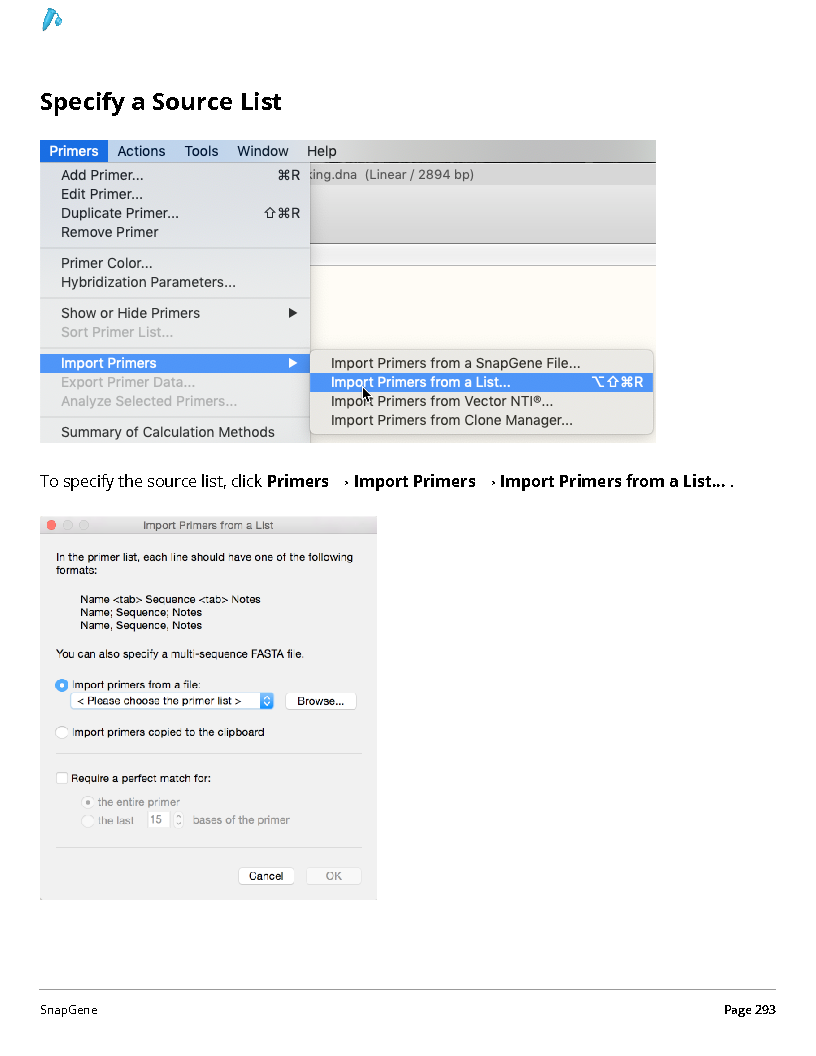 Specify a Source List
Primers Actions Tools Window Help
king.dna (Linear / 2894 bp)
Add Primer... ⌘R
Edit Primer...
Duplicate Primer... ⇧⌘R
Remove Primer
Primer Color...
Hybridization Parameters...
Show or Hide Primers ▶
Sort Primer List...
Import Primers ▶
Export Primer Data...
Analyze Selected Primers...
Summary of Calculation Methods
Import Primers from a SnapGene File...
Import Primers from a List... ⌥⇧⌘R
Import Primers from Vector NTI®...
Import Primers from Clone Manager...
To specify the source list, click Primers → Import Primers → Import Primers from a List... .
Import Primers from a List
In the primer list, each line should have one of the following
formats:
Name <tab> Sequence <tab> Notes
Name; Sequence; Notes
Name, Sequence, Notes
You can also specify a multi-sequence FASTA file.
Import primers from a file:
< Please choose the primer list > Browse...
Import primers copied to the clipboard
Require a perfect match for:
the entire primer
the last 15 bases of the primer
Cancel OK
SnapGene Page 293